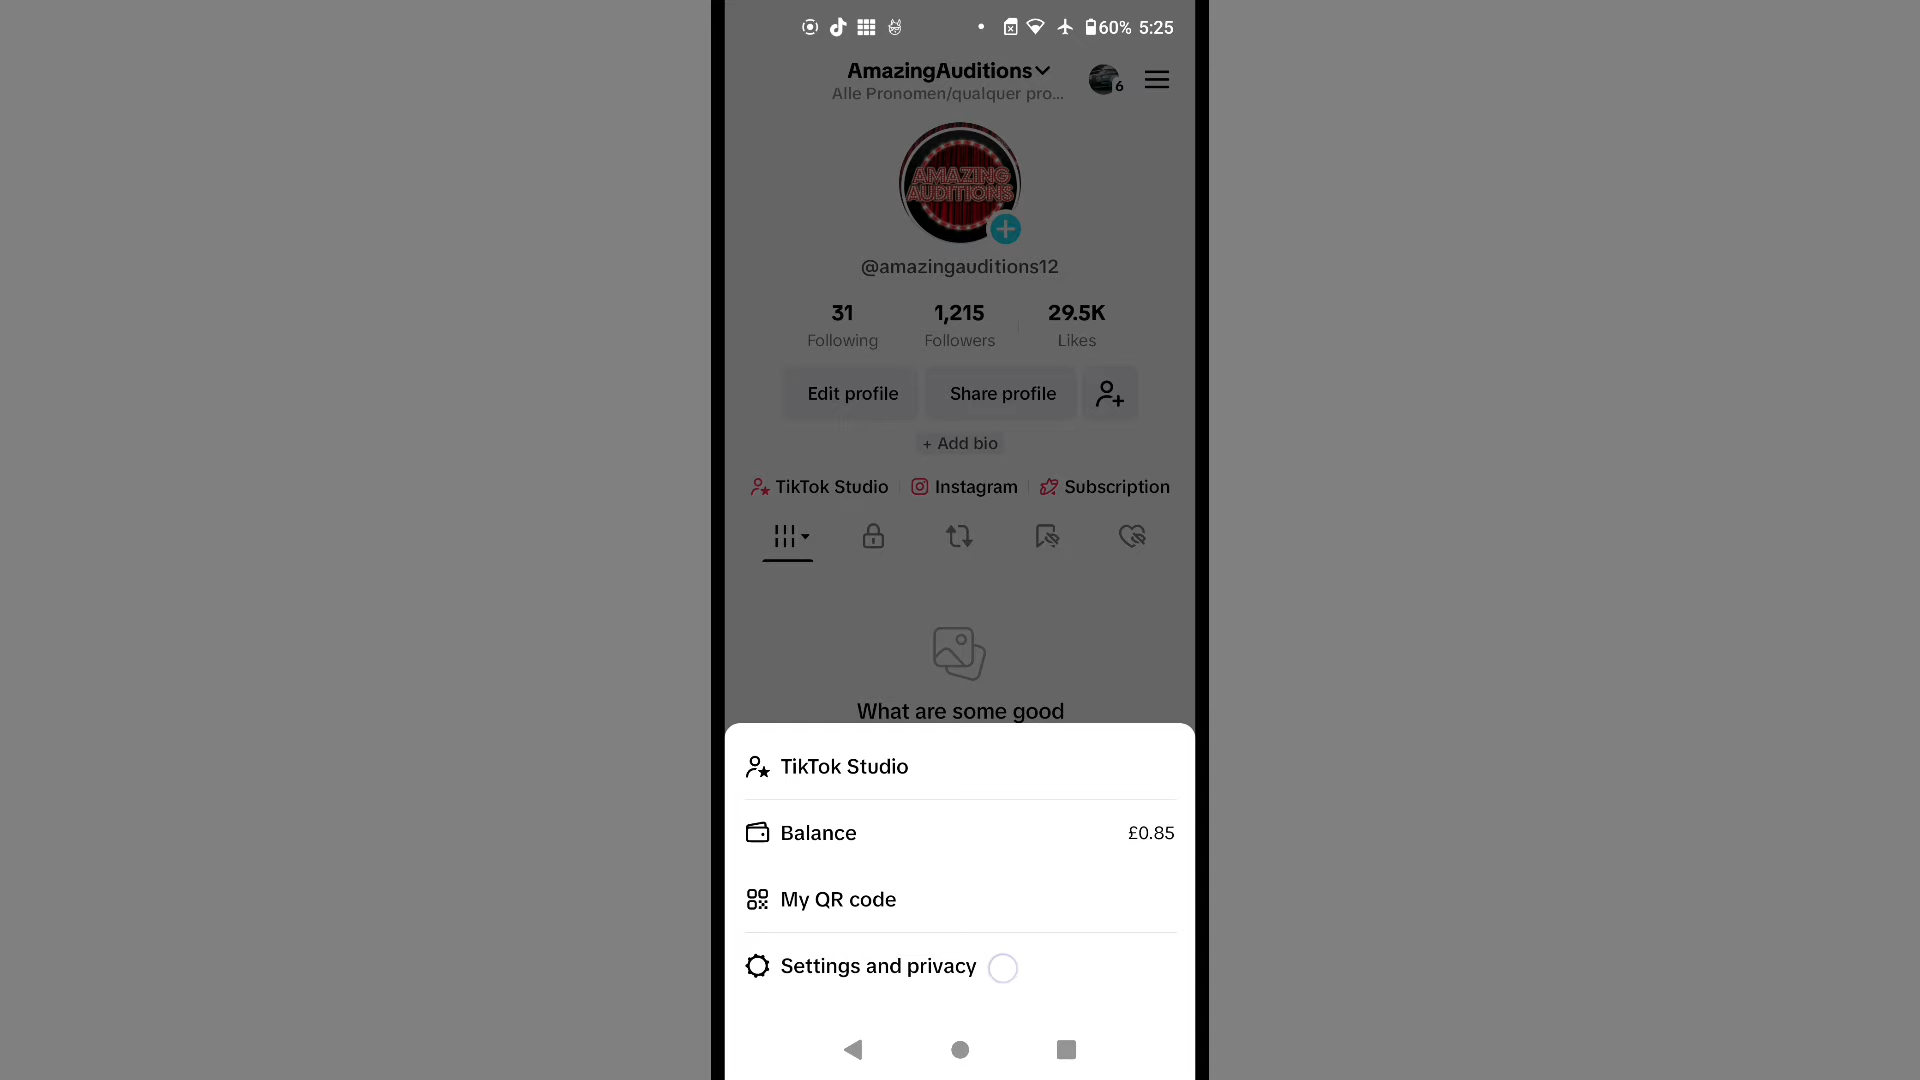 60% 5:25
AmazingAuditions
6
Alle Pronomen/qualquer pro...
AMAZING
AUDITIONS
@amazingauditions12
31 1,215 29.5K
Following Followers Likes
Edit profile Share profile
+ Add bio
TikTok Studio Instagram Subscription
What are some good
TikTok Studio
Balance £0.85
My QR code
Settings and privacy